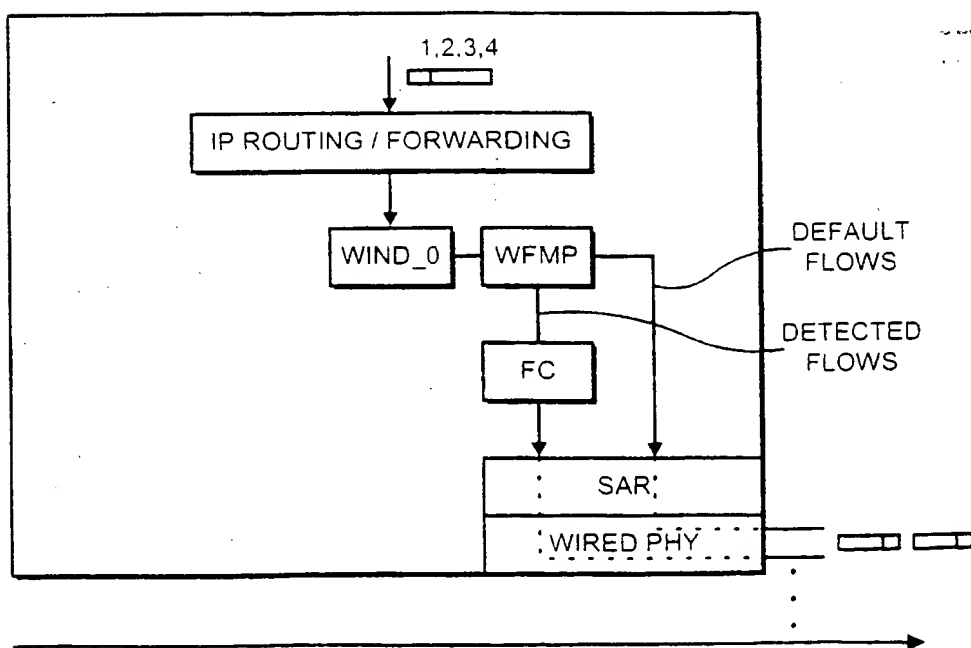 1,2,3,4
IP ROUTING / FORWARDING
WIND_0
WFMP
DEFAULT
FLOWS
DETECTED
FLOWS
FC
SAR
WIRED PHY